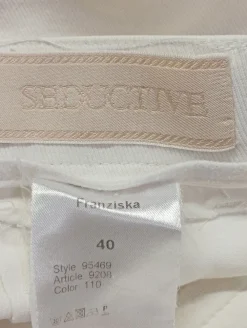 SEDUCTIVE
Franziska
40
Style 95469
Article 9208
Color 110